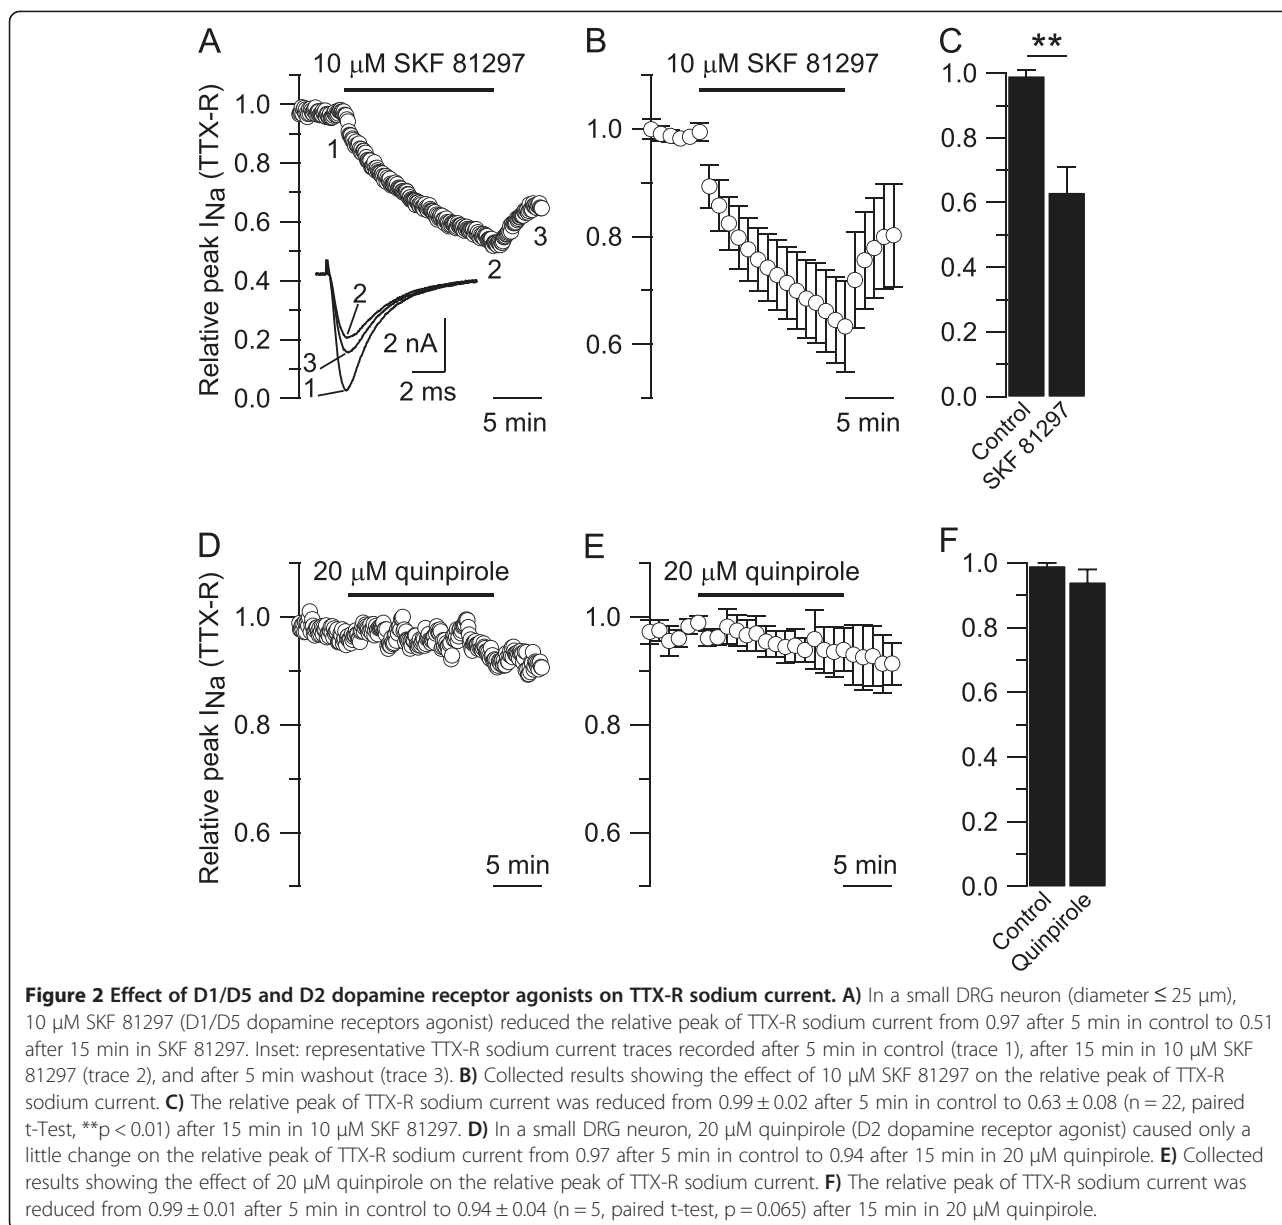 A
10 μM SKF 81297
Relative peak INa (TTX-R)
1.0
0.8
0.6
0.4
0.2
0.0
1
2
3
2
3
1
2 nA
2 ms
5 min
B
10 μM SKF 81297
1.0
0.8
0.6
5 min
C
**
1.0
0.8
0.6
0.4
0.2
0.0
Control
SKF 81297
D
20 μM quinpirole
Relative peak INa (TTX-R)
1.0
0.8
0.6
5 min
E
20 μM quinpirole
1.0
0.8
0.6
5 min
F
1.0
0.8
0.6
0.4
0.2
0.0
Control
Quinpirole
Figure 2 Effect of D1/D5 and D2 dopamine receptor agonists on TTX-R sodium current. A) In a small DRG neuron (diameter ≤ 25 μm),
10 μM SKF 81297 (D1/D5 dopamine receptors agonist) reduced the relative peak of TTX-R sodium current from 0.97 after 5 min in control to 0.51
after 15 min in SKF 81297. Inset: representative TTX-R sodium current traces recorded after 5 min in control (trace 1), after 15 min in 10 μM SKF
81297 (trace 2), and after 5 min washout (trace 3). B) Collected results showing the effect of 10 μM SKF 81297 on the relative peak of TTX-R
sodium current. C) The relative peak of TTX-R sodium current was reduced from 0.99 ± 0.02 after 5 min in control to 0.63 ± 0.08 (n = 22, paired
t-Test, **p < 0.01) after 15 min in 10 μM SKF 81297. D) In a small DRG neuron, 20 μM quinpirole (D2 dopamine receptor agonist) caused only a
little change on the relative peak of TTX-R sodium current from 0.97 after 5 min in control to 0.94 after 15 min in 20 μM quinpirole. E) Collected
results showing the effect of 20 μM quinpirole on the relative peak of TTX-R sodium current. F) The relative peak of TTX-R sodium current was
reduced from 0.99 ± 0.01 after 5 min in control to 0.94 ± 0.04 (n = 5, paired t-test, p = 0.065) after 15 min in 20 μM quinpirole.